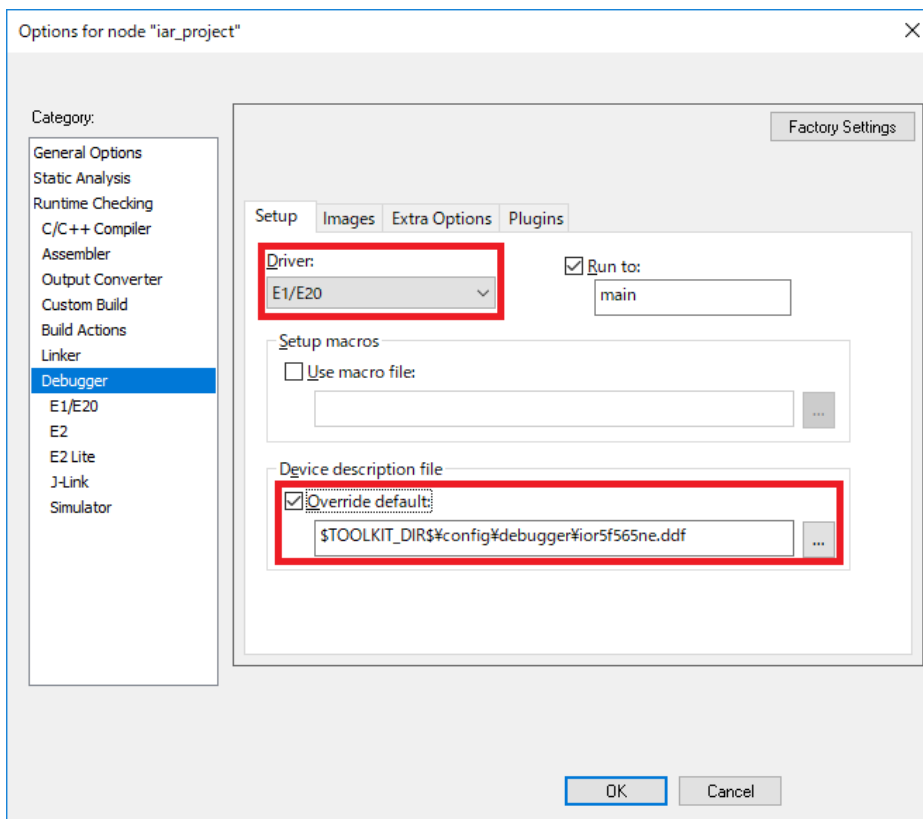 Options for node "iar_project"
Category:
General Options
Static Analysis
Runtime Checking
C/C++ Compiler
Assembler
Output Converter
Custom Build
Build Actions
Linker
Debugger
E1/E20
E2
E2 Lite
J-Link
Simulator
Factory Settings
Setup Images Extra Options Plugins
Driver:
E1/E20
Run to:
main
Setup macros
Use macro file:
...
Device description file
Override default:
$TOOLKIT_DIR$¥config¥debugger¥ior5f565ne.ddf
...
OK Cancel